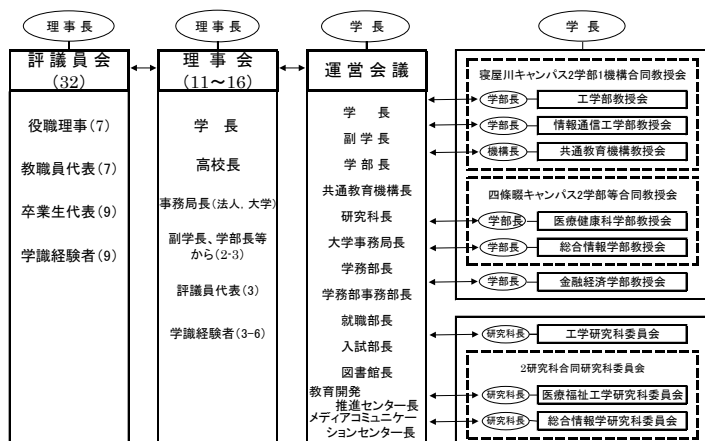 理事長
評議員会
(32)
役職理事(7)
教職員代表(7)
卒業生代表(9)
学識経験者(9)
理事長
理事会
(11～16)
学　長
高校長
事務局長(法人, 大学)
副学長、学部長等
から(2-3)
評議員代表(3)
学識経験者(3-6)
学長
運営会議
学　長
副学長
学部長
共通教育機構長
研究科長
大学事務局長
学務部長
学務部事務部長
就職部長
入試部長
図書館長
教育開発
推進センター長
メディアコミュニケー
ションセンター長
学長
寝屋川キャンパス2学部1機構合同教授会
学部長 工学部教授会
学部長 情報通信工学部教授会
機構長 共通教育機構教授会
四條畷キャンパス2学部等合同教授会
学部長 医療健康科学部教授会
学部長 総合情報学部教授会
学部長 金融経済学部教授会
研究科長 工学研究科委員会
2研究科合同研究科委員会
研究科長 医療福祉工学研究科委員会
研究科長 総合情報学研究科委員会